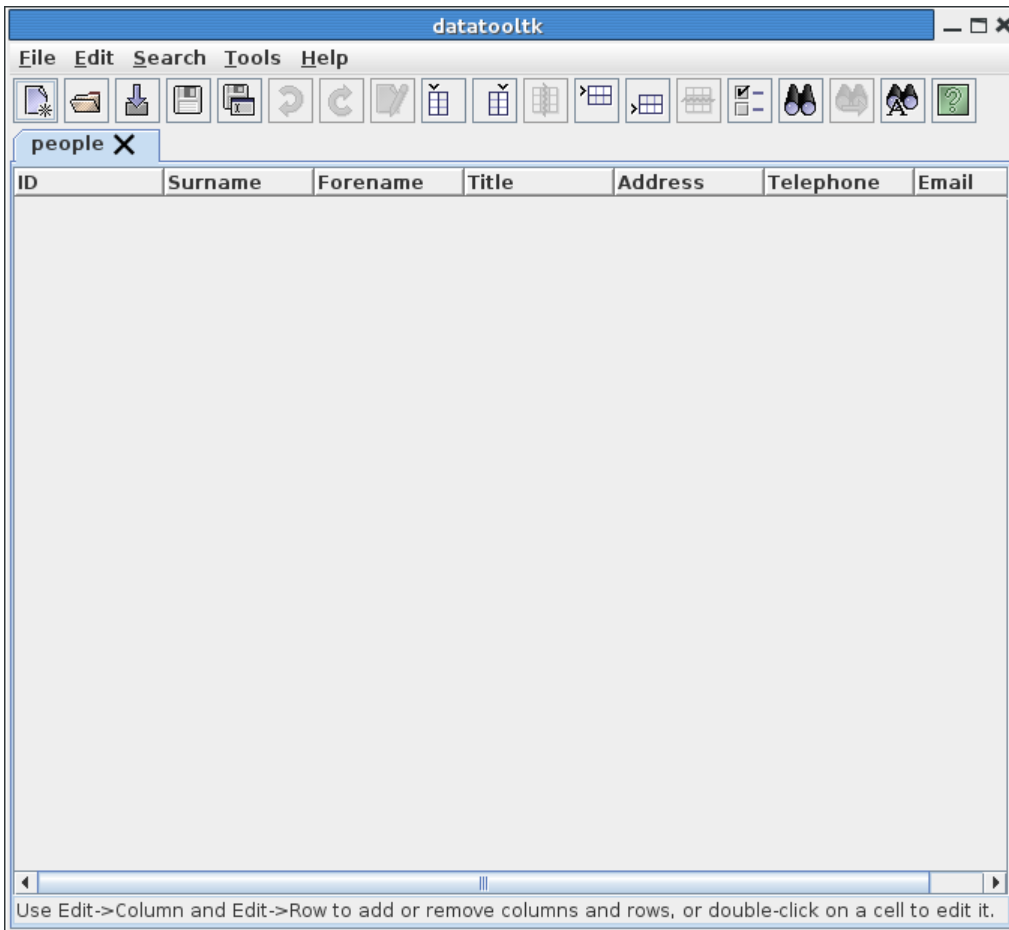 datatooltk
File Edit Search Tools Help
people
ID Surname Forename Title Address Telephone Email
Use Edit->Column and Edit->Row to add or remove columns and rows, or double-click on a cell to edit it.